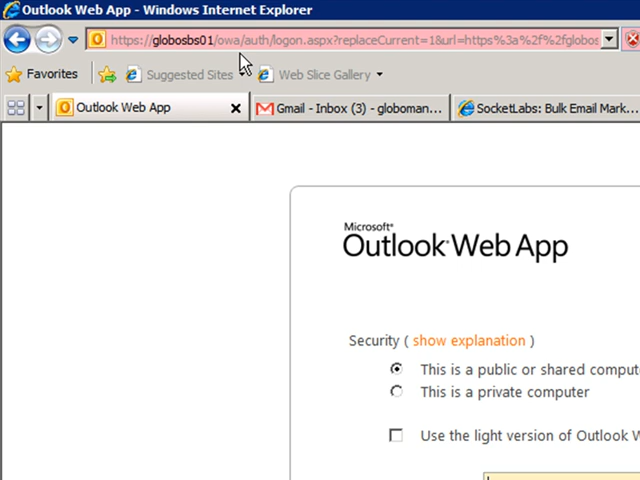 Outlook Web App - Windows Internet Explorer
https://globosbs01/owa/auth/logon.aspx?replaceCurrent=1&url=https%3a%2f%2fglobos
Favorites Suggested Sites Web Slice Gallery
Outlook Web App Gmail - Inbox (3) - globoman... SocketLabs: Bulk Email Mark...
Microsoft®
Outlook Web App
Security ( show explanation )
This is a public or shared comput
This is a private computer
Use the light version of Outlook W